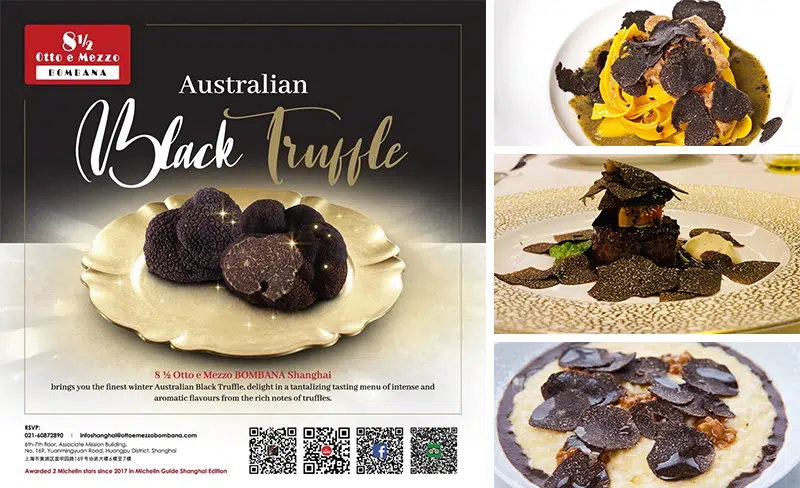 8½
Otto e Mezzo
BOMBANA
Australian
Black Truffle
8 ½ Otto e Mezzo BOMBANA Shanghai
brings you the finest winter Australian Black Truffle, delight in a tantalizing tasting menu of intense and
aromatic flavours from the rich notes of truffles.
RSVP:
021-60872890 | infoshanghai@ottoemezzobombana.com
6th-7th floor, Associate Mission Building,
No. 169, Yuanmingyuan Road, Huangpu District, Shanghai
上海市黄浦区圆明园路169号协进大楼6楼至7楼
Awarded 2 Michelin stars since 2017 in Michelin Guide Shanghai Edition